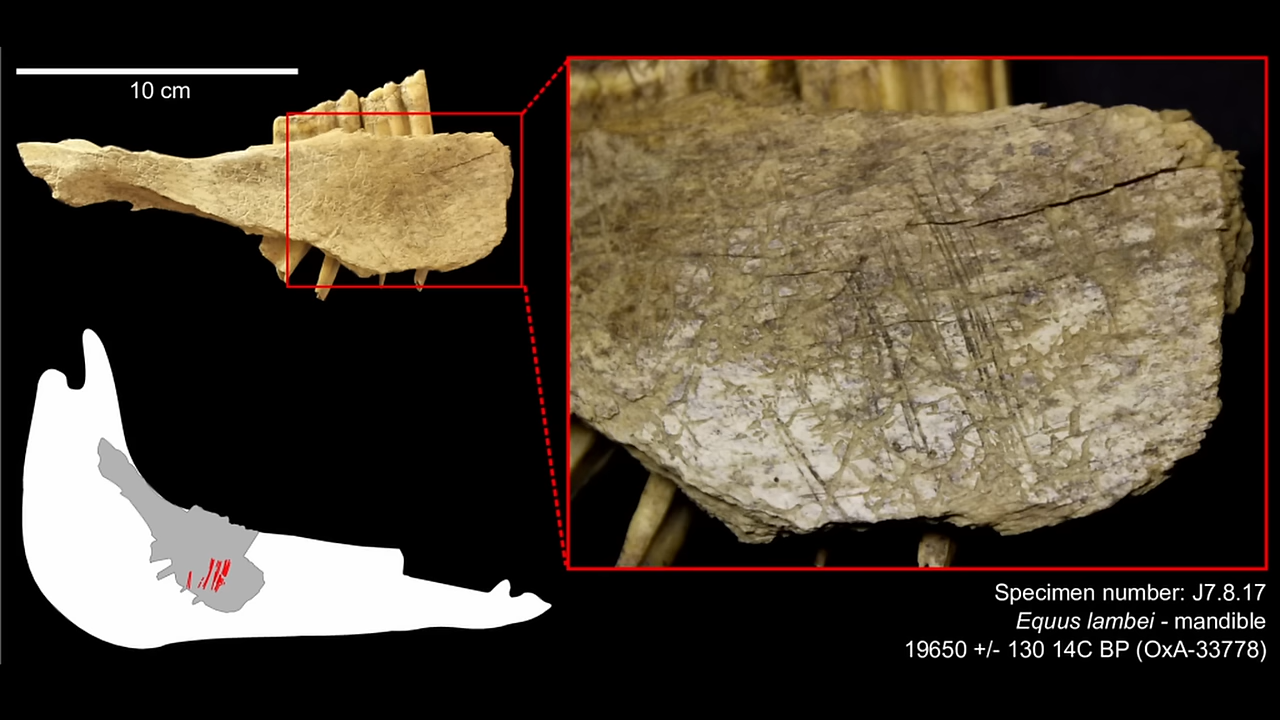 10 cm
Specimen number: J7.8.17
Equus lambei - mandible
19650 +/- 130 14C BP (OxA-33778)